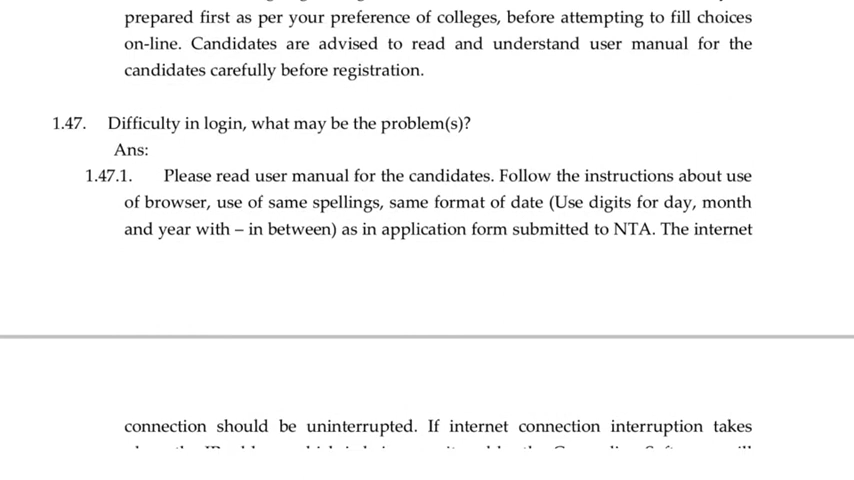 prepared first as per your preference of colleges, before attempting to fill choices
on-line. Candidates are advised to read and understand user manual for the
candidates carefully before registration.
1.47. Difficulty in login, what may be the problem(s)?
Ans:
1.47.1. Please read user manual for the candidates. Follow the instructions about use
of browser, use of same spellings, same format of date (Use digits for day, month
and year with – in between) as in application form submitted to NTA. The internet
connection should be uninterrupted. If internet connection interruption takes